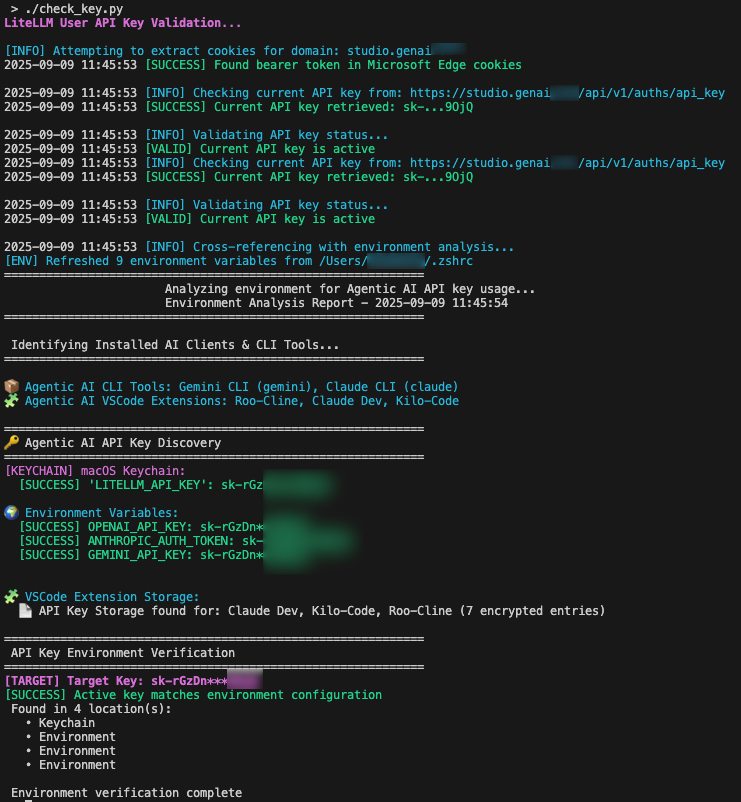 > ./check_key.py
LiteLLM User API Key Validation...
[INFO] Attempting to extract cookies for domain: studio.genai
2025-09-09 11:45:53 [SUCCESS] Found bearer token in Microsoft Edge cookies
2025-09-09 11:45:53 [INFO] Checking current API key from: https://studio.genai /api/v1/auths/api_key
2025-09-09 11:45:53 [SUCCESS] Current API key retrieved: sk-...9OjQ
2025-09-09 11:45:53 [INFO] Validating API key status...
2025-09-09 11:45:53 [VALID] Current API key is active
2025-09-09 11:45:53 [INFO] Checking current API key from: https://studio.genai /api/v1/auths/api_key
2025-09-09 11:45:53 [SUCCESS] Current API key retrieved: sk-...9OjQ
2025-09-09 11:45:53 [INFO] Validating API key status...
2025-09-09 11:45:53 [VALID] Current API key is active
2025-09-09 11:45:53 [INFO] Cross-referencing with environment analysis...
[ENV] Refreshed 9 environment variables from /Users/ /.zshrc
Analyzing environment for Agentic AI API key usage...
Environment Analysis Report - 2025-09-09 11:45:54
Identifying Installed AI Clients & CLI Tools...
📦 Agentic AI CLI Tools: Gemini CLI (gemini), Claude CLI (claude)
🧩 Agentic AI VSCode Extensions: Roo-Cline, Claude Dev, Kilo-Code
🔑 Agentic AI API Key Discovery
[KEYCHAIN] macOS Keychain:
[SUCCESS] 'LITELLM_API_KEY': sk-rGz
🌍 Environment Variables:
[SUCCESS] OPENAI_API_KEY: sk-rGzDn*
[SUCCESS] ANTHROPIC_AUTH_TOKEN: sk-
[SUCCESS] GEMINI_API_KEY: sk-rGzDn*
🧩 VSCode Extension Storage:
📄 API Key Storage found for: Claude Dev, Kilo-Code, Roo-Cline (7 encrypted entries)
API Key Environment Verification
[TARGET] Target Key: sk-rGzDn***
[SUCCESS] Active key matches environment configuration
Found in 4 location(s):
• Keychain
• Environment
• Environment
• Environment
Environment verification complete